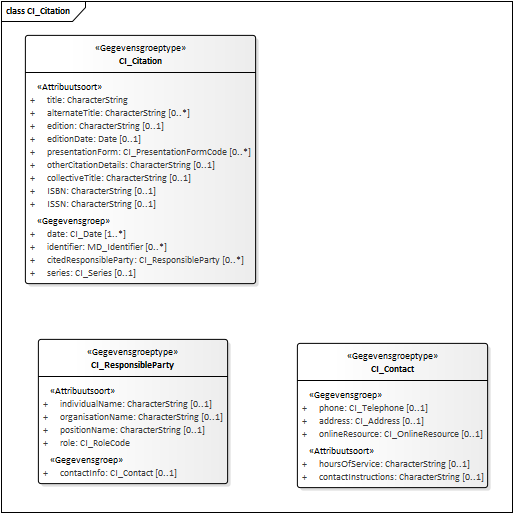 class CI_Citation
«Gegevensgroeptype»
CI_Citation
«Attribuutsoort»
+ title: CharacterString
+ alternateTitle: CharacterString [0..*]
+ edition: CharacterString [0..1]
+ editionDate: Date [0..1]
+ presentationForm: CI_PresentationFormCode [0..*]
+ otherCitationDetails: CharacterString [0..1]
+ collectiveTitle: CharacterString [0..1]
+ ISBN: CharacterString [0..1]
+ ISSN: CharacterString [0..1]
«Gegevensgroep»
+ date: CI_Date [1..*]
+ identifier: MD_Identifier [0..*]
+ citedResponsibleParty: CI_ResponsibleParty [0..*]
+ series: CI_Series [0..1]
«Gegevensgroeptype»
CI_ResponsibleParty
«Attribuutsoort»
+ individualName: CharacterString [0..1]
+ organisationName: CharacterString [0..1]
+ positionName: CharacterString [0..1]
+ role: CI_RoleCode
«Gegevensgroep»
+ contactInfo: CI_Contact [0..1]
«Gegevensgroeptype»
CI_Contact
«Gegevensgroep»
+ phone: CI_Telephone [0..1]
+ address: CI_Address [0..1]
+ onlineResource: CI_OnlineResource [0..1]
«Attribuutsoort»
+ hoursOfService: CharacterString [0..1]
+ contactInstructions: CharacterString [0..1]